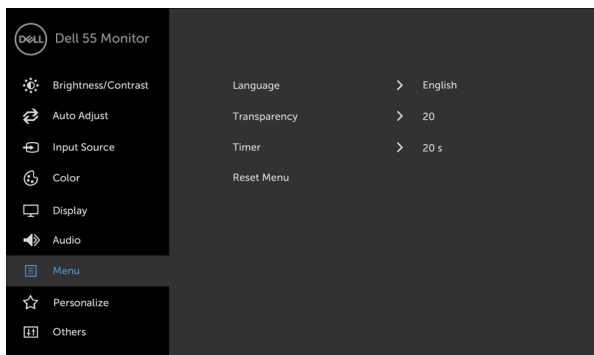 DELL Dell 55 Monitor
Brightness/Contrast
Language > English
Auto Adjust
Transparency > 20
Input Source
Timer > 20 s
Color
Reset Menu
Display
Audio
Menu
Personalize
Others